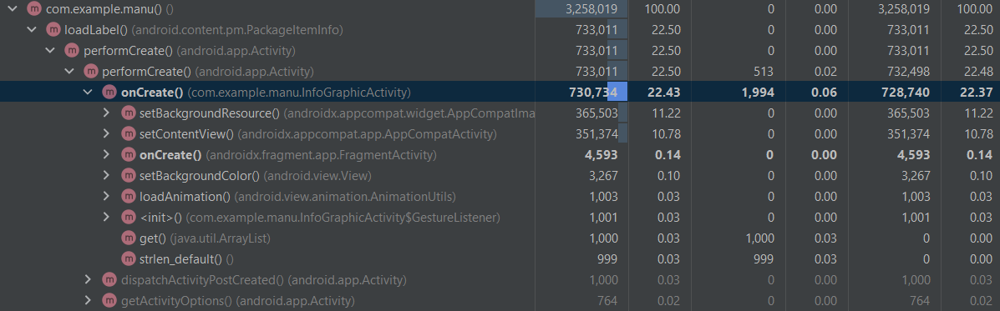 m com.example.manu() () 3,258,019 100.00 0 0.00 3,258,019 100.00
m loadLabel() (android.content.pm.PackageItemInfo) 733,011 22.50 0 0.00 733,011 22.50
m performCreate() (android.app.Activity) 733,011 22.50 0 0.00 733,011 22.50
m performCreate() (android.app.Activity) 733,011 22.50 513 0.02 732,498 22.48
m onCreate() (com.example.manu.InfoGraphicActivity) 730,734 22.43 1,994 0.06 728,740 22.37
m setBackgroundResource() (androidx.appcompat.widget.AppCompatIma 365,503 11.22 0 0.00 365,503 11.22
m setContentView() (androidx.appcompat.app.AppCompatActivity) 351,374 10.78 0 0.00 351,374 10.78
m onCreate() (androidx.fragment.app.FragmentActivity) 4,593 0.14 0 0.00 4,593 0.14
m setBackgroundColor() (android.view.View) 3,267 0.10 0 0.00 3,267 0.10
m loadAnimation() (android.view.animation.AnimationUtils) 1,003 0.03 0 0.00 1,003 0.03
m <init>() (com.example.manu.InfoGraphicActivity$GestureListener) 1,001 0.03 0 0.00 1,001 0.03
m get() (java.util.ArrayList) 1,000 0.03 1,000 0.03 0 0.00
m strlen_default() () 999 0.03 999 0.03 0 0.00
m dispatchActivityPostCreated() (android.app.Activity) 1,000 0.03 0 0.00 1,000 0.03
m getActivityOptions() (android.app.Activity) 764 0.02 0 0.00 764 0.02